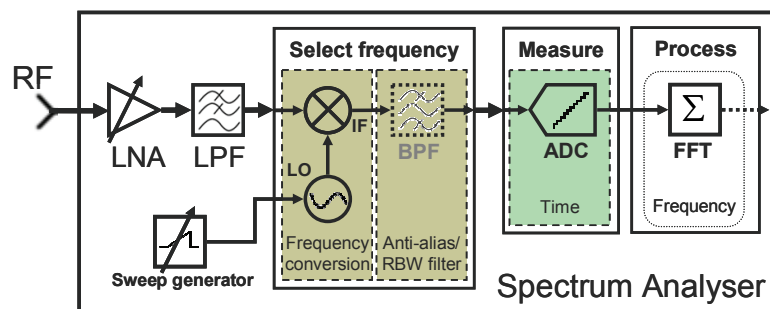 Select frequency
Measure
Process
RF
LNA
LPF
IF
BPF
LO
ADC
Σ
FFT
Sweep generator
Frequency
conversion
Anti-alias/
RBW filter
Time
Frequency
Spectrum Analyser